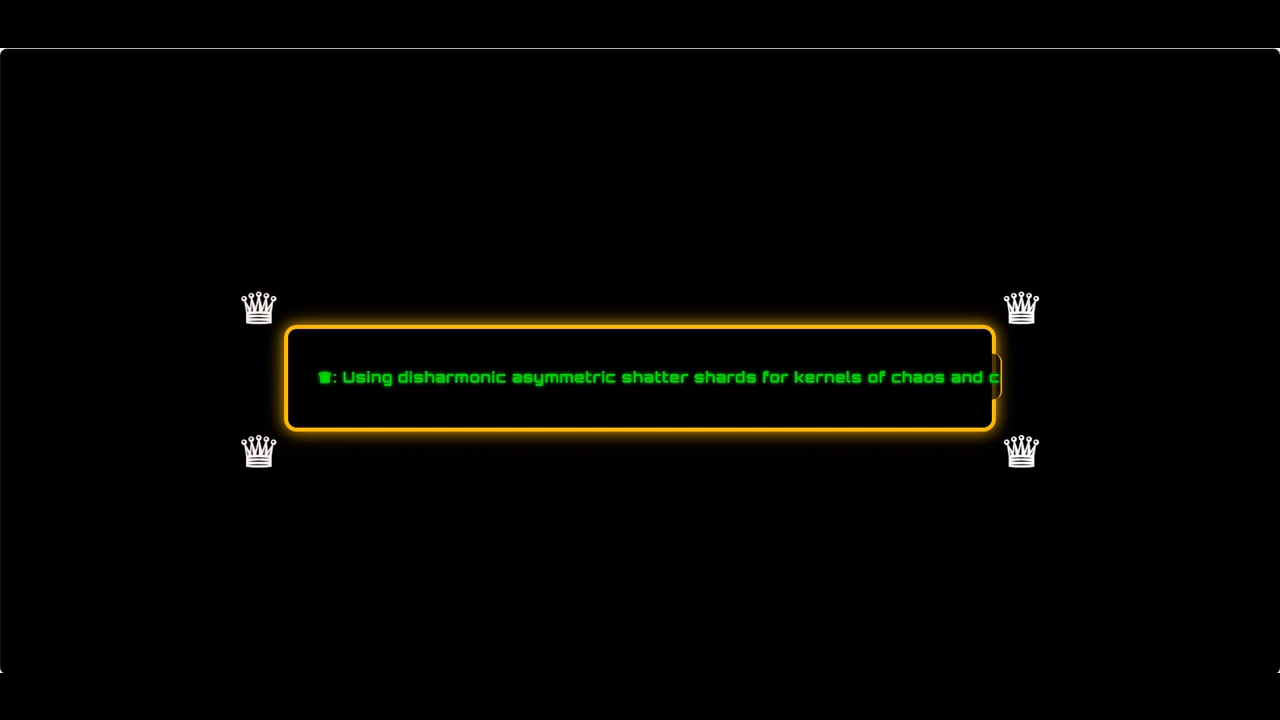 ♛: Using disharmonic asymmetric shatter shards for kernels of chaos and c